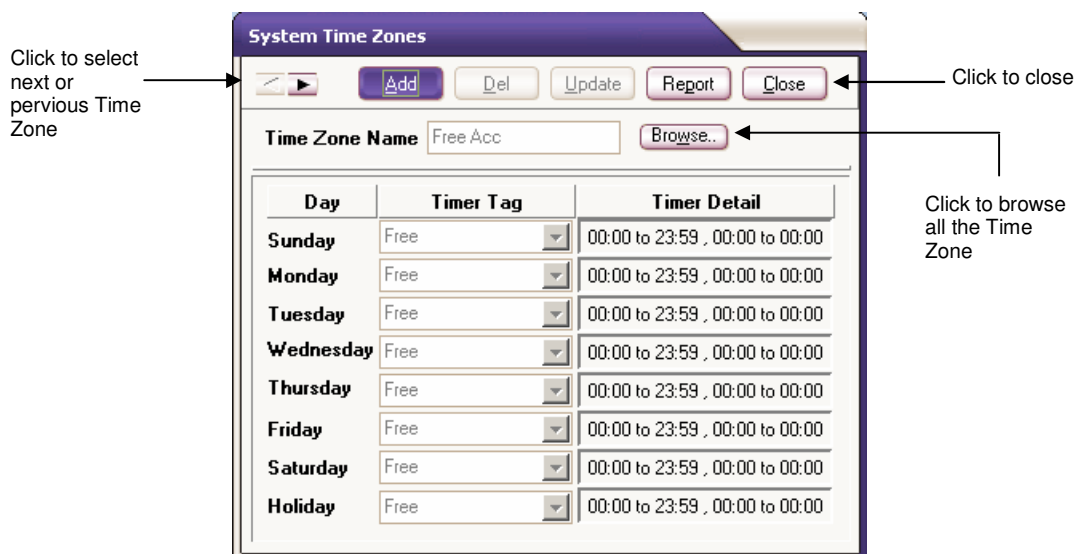 System Time Zones
Click to select
next or
pervious Time
Zone
Add Del Update Report Close
Click to close
Time Zone Name Free Acc Browse..
Click to browse
all the Time
Zone
Day Timer Tag Timer Detail
Sunday Free 00:00 to 23:59 , 00:00 to 00:00
Monday Free 00:00 to 23:59 , 00:00 to 00:00
Tuesday Free 00:00 to 23:59 , 00:00 to 00:00
Wednesday Free 00:00 to 23:59 , 00:00 to 00:00
Thursday Free 00:00 to 23:59 , 00:00 to 00:00
Friday Free 00:00 to 23:59 , 00:00 to 00:00
Saturday Free 00:00 to 23:59 , 00:00 to 00:00
Holiday Free 00:00 to 23:59 , 00:00 to 00:00